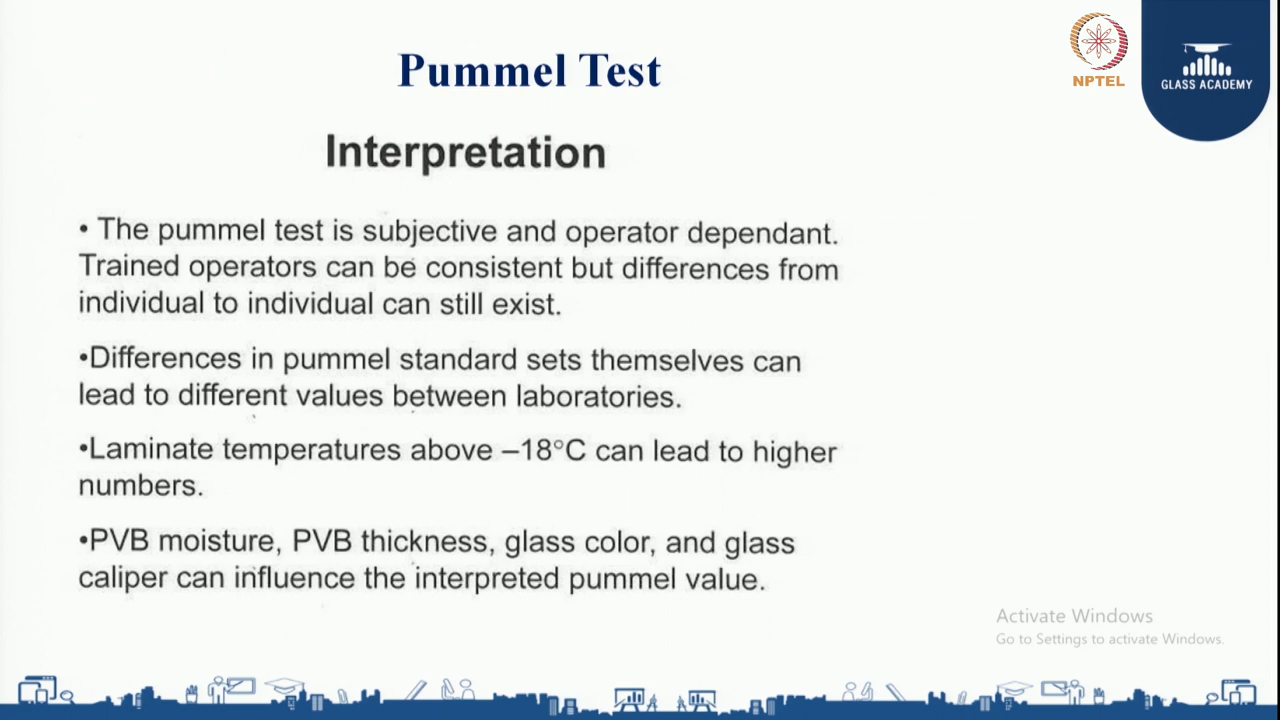 Pummel Test
NPTEL
GLASS ACADEMY
Interpretation
• The pummel test is subjective and operator dependant.
Trained operators can be consistent but differences from
individual to individual can still exist.
•Differences in pummel standard sets themselves can
lead to different values between laboratories.
•Laminate temperatures above –18°C can lead to higher
numbers.
•PVB moisture, PVB thickness, glass color, and glass
caliper can influence the interpreted pummel value.
Activate Windows
Go to Settings to activate Windows.